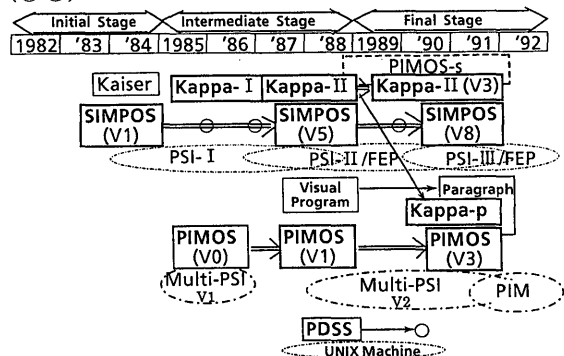 Initial Stage Intermediate Stage Final Stage
1982 '83 '84 1985 '86 '87 '88 1989 '90 '91 '92
PIMOS-s
Kaiser Kappa-I Kappa-II Kappa-II (V3)
SIMPOS SIMPOS SIMPOS
(V1) (V5) (V8)
PSI-I PSI-II/FEP PSI-III/FEP
Visual Paragraph
Program
Kappa-p
PIMOS PIMOS PIMOS
(V0) (V1) (V3)
Multi-PSI Multi-PSI PIM
V1 V2
PDSS
UNIX Machine